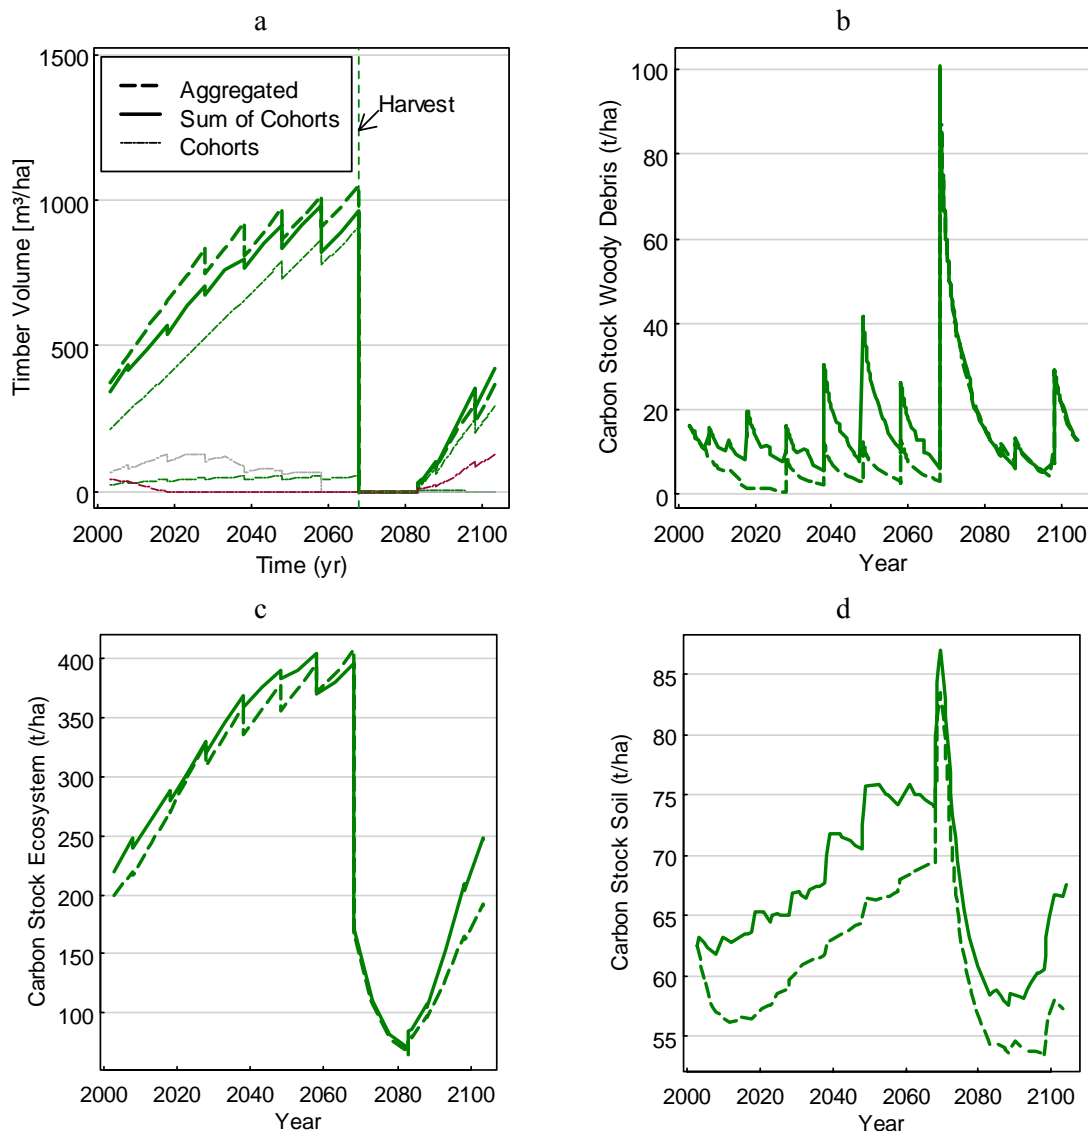 a
1500
1000
500
0
Timber Volume [m³/ha]
Aggregated
Sum of Cohorts
Cohorts
Harvest
2000 2020 2040 2060 2080 2100
Time (yr)
b
100
80
60
40
20
0
Carbon Stock Woody Debris (t/ha)
2000 2020 2040 2060 2080 2100
Year
c
400
350
300
250
200
150
100
Carbon Stock Ecosystem (t/ha)
2000 2020 2040 2060 2080 2100
Year
d
85
80
75
70
65
60
55
Carbon Stock Soil (t/ha)
2000 2020 2040 2060 2080 2100
Year